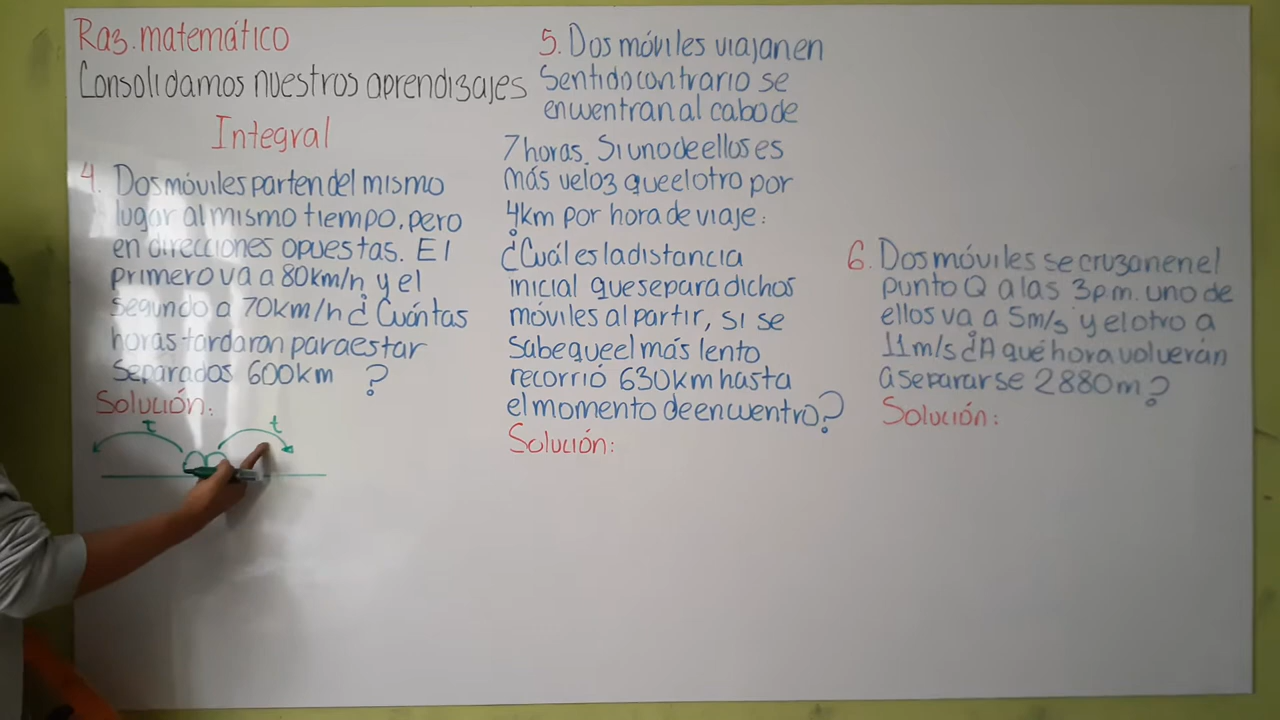 Raz. matemático
Consolidamos nuestros aprendizajes
Integral
4. Dos móviles parten del mismo
lugar al mismo tiempo, pero
en direcciones opuestas. El
primero va a 80km/h y el
segundo a 70km/h ¿ Cuántas
horas tardaran para estar
separados 600km ?
Solución:
t t
5. Dos móviles viajan en
Sentido contrario se
encuentran al cabo de
7 horas. Si uno de ellos es
más veloz que el otro por
4km por hora de viaje:
¿Cuál es la distancia
inicial que separa dichos
móviles al partir, si se
sabe que el más lento
recorrió 630km hasta
el momento de encuentro?
Solución:
6. Dos móviles se cruzan en el
punto Q a las 3p.m. uno de
ellos va a 5m/s y el otro a
11m/s ¿A qué hora volverán
a separarse 2880m?
Solución: